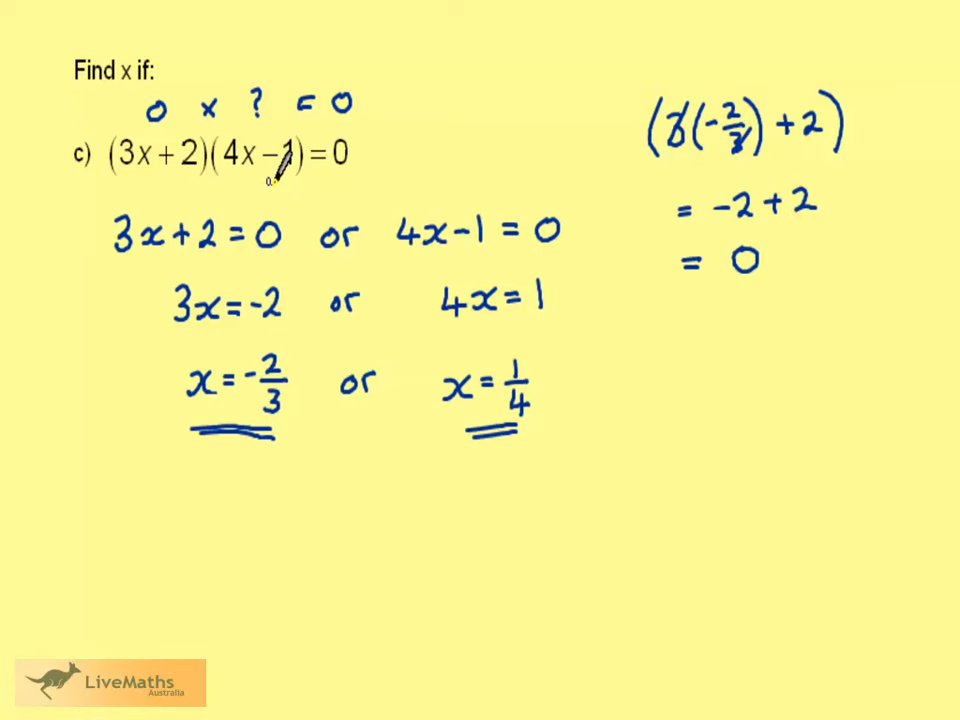 Find x if:
0 × ? = 0
c) (3x + 2)(4x − 1) = 0
3x + 2 = 0 or 4x − 1 = 0
3x = −2 or 4x = 1
x = −2/3 or x = 1/4
(3(−2/3) + 2)
= −2 + 2
= 0
LiveMaths
Australia